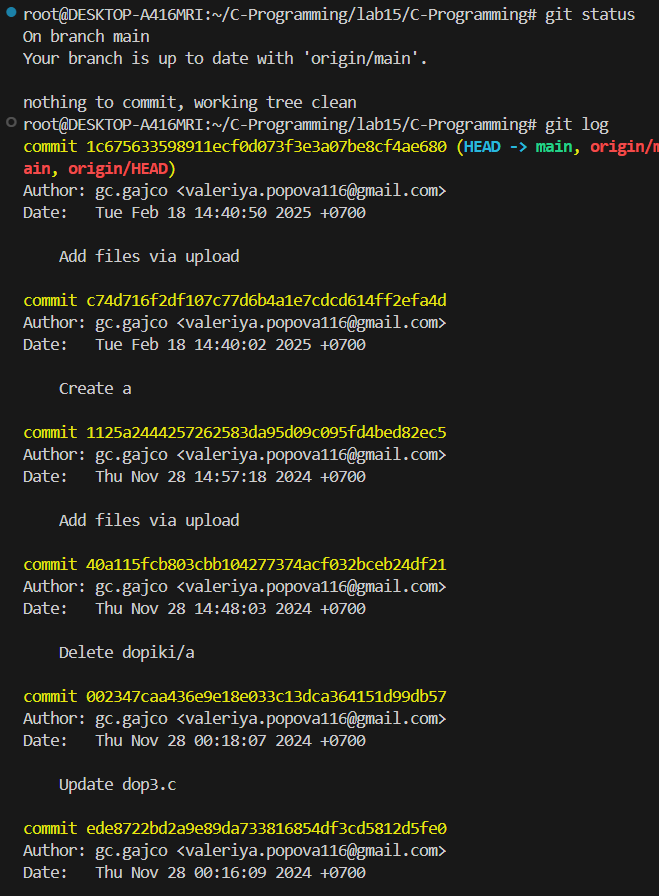 root@DESKTOP-A416MRI:~/C-Programming/lab15/C-Programming# git status
On branch main
Your branch is up to date with 'origin/main'.
nothing to commit, working tree clean
root@DESKTOP-A416MRI:~/C-Programming/lab15/C-Programming# git log
commit 1c675633598911ecf0d073f3e3a07be8cf4ae680 (HEAD -> main, origin/m
ain, origin/HEAD)
Author: gc.gajco <valeriya.popova116@gmail.com>
Date:   Tue Feb 18 14:40:50 2025 +0700
Add files via upload
commit c74d716f2df107c77d6b4a1e7cdcd614ff2efa4d
Author: gc.gajco <valeriya.popova116@gmail.com>
Date:   Tue Feb 18 14:40:02 2025 +0700
Create a
commit 1125a2444257262583da95d09c095fd4bed82ec5
Author: gc.gajco <valeriya.popova116@gmail.com>
Date:   Thu Nov 28 14:57:18 2024 +0700
Add files via upload
commit 40a115fcb803cbb104277374acf032bceb24df21
Author: gc.gajco <valeriya.popova116@gmail.com>
Date:   Thu Nov 28 14:48:03 2024 +0700
Delete dopiki/a
commit 002347caa436e9e18e033c13dca364151d99db57
Author: gc.gajco <valeriya.popova116@gmail.com>
Date:   Thu Nov 28 00:18:07 2024 +0700
Update dop3.c
commit ede8722bd2a9e89da733816854df3cd5812d5fe0
Author: gc.gajco <valeriya.popova116@gmail.com>
Date:   Thu Nov 28 00:16:09 2024 +0700